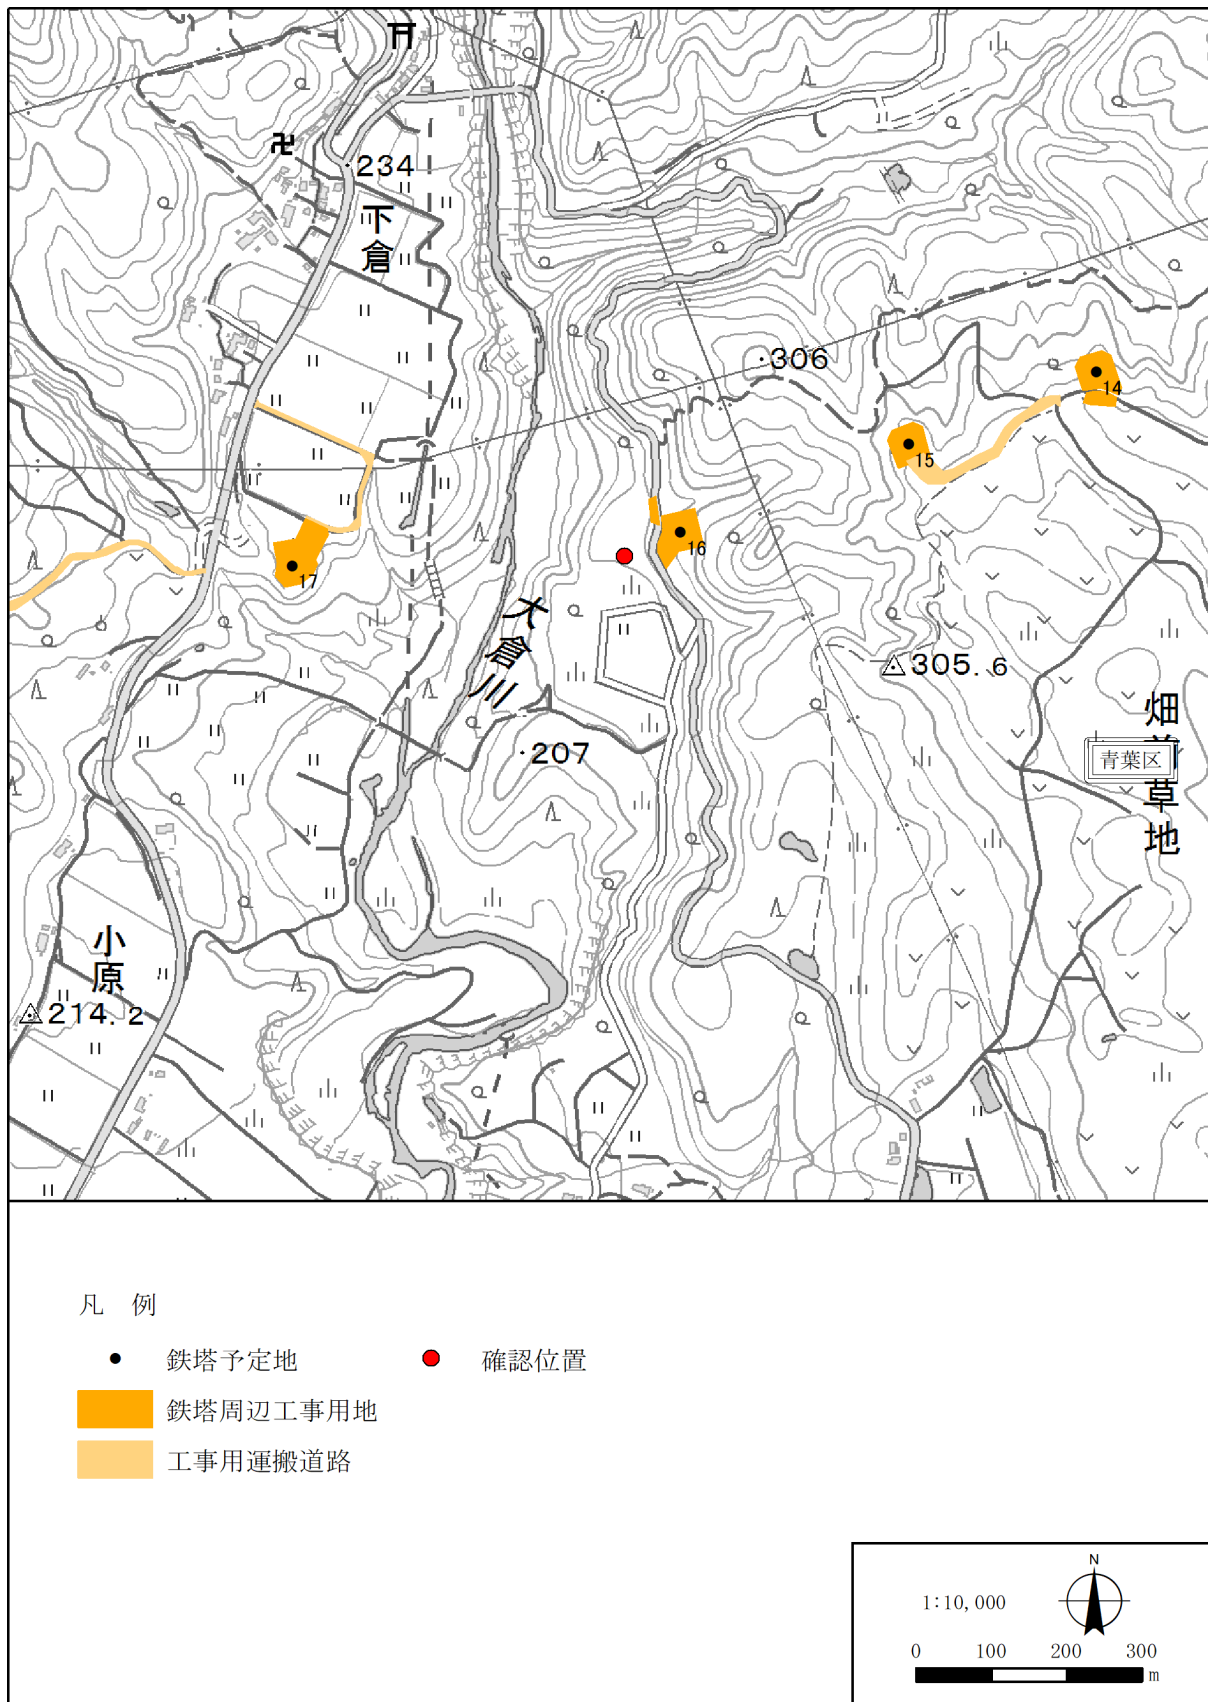 234
下倉
306
14
15
16
17
大倉川
305.6
畑前草地
青葉区
207
小原
214.2
凡 例
鉄塔予定地
確認位置
鉄塔周辺工事用地
工事用運搬道路
N
1:10,000
0 100 200 300
m